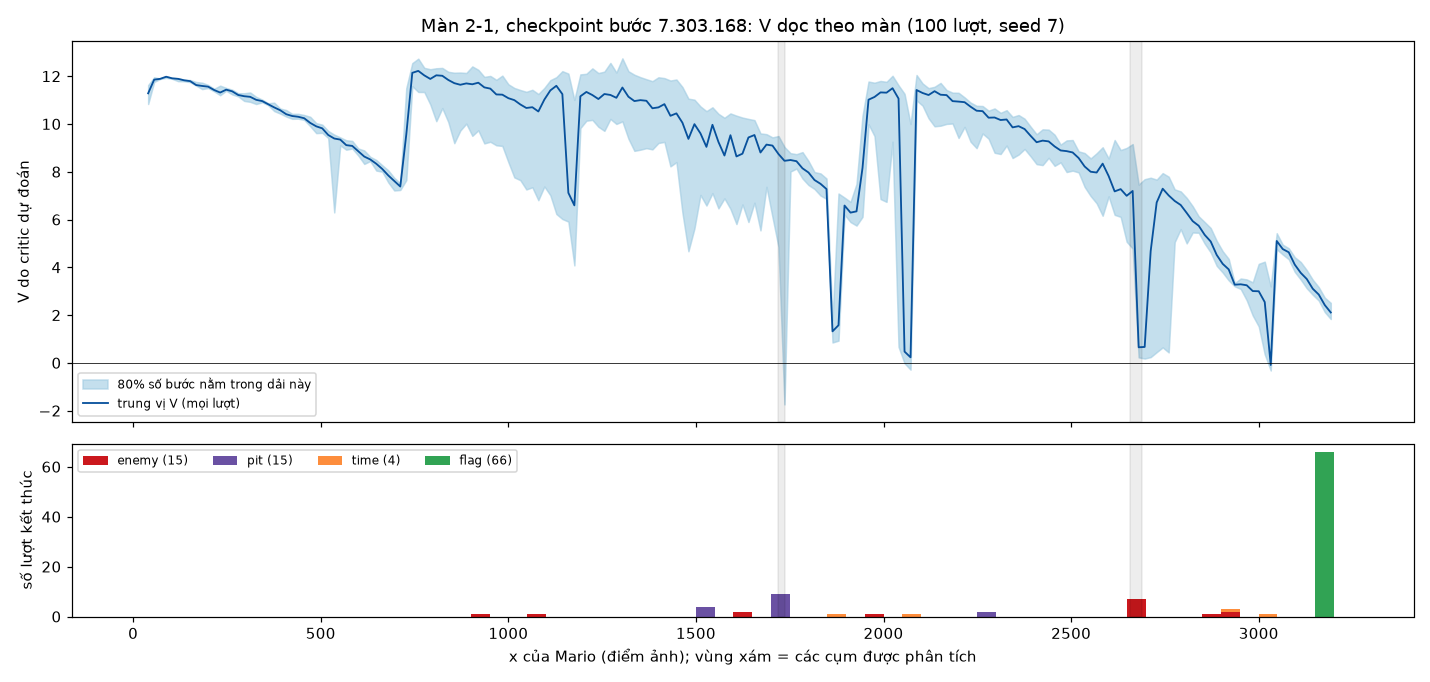 Màn 2-1, checkpoint bước 7.303.168: V dọc theo màn (100 lượt, seed 7)
V do critic dự đoán
12
10
8
6
4
2
0
−2
80% số bước nằm trong dải này
trung vị V (mọi lượt)
số lượt kết thúc
60
40
20
0
enemy (15)
pit (15)
time (4)
flag (66)
0
500
1000
1500
2000
2500
3000
x của Mario (điểm ảnh); vùng xám = các cụm được phân tích